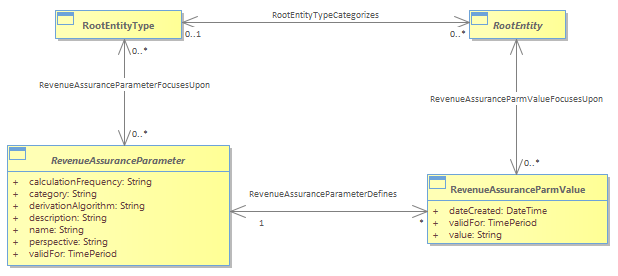 RootEntityType
RootEntityTypeCategorizes
RootEntity
0..1
0..*
0..*
0..*
RevenueAssuranceParameterFocusesUpon
RevenueAssuranceParmValueFocusesUpon
0..*
0..*
RevenueAssuranceParameter
+ calculationFrequency: String
+ category: String
+ derivationAlgorithm: String
+ description: String
+ name: String
+ perspective: String
+ validFor: TimePeriod
RevenueAssuranceParameterDefines
1
*
RevenueAssuranceParmValue
+ dateCreated: DateTime
+ validFor: TimePeriod
+ value: String